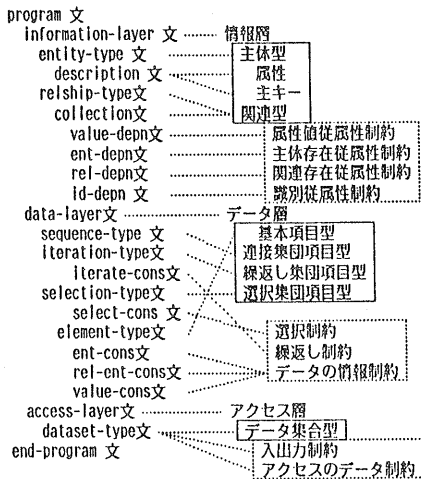 program 文
information-layer 文 ‥‥‥ 情報層
entity-type 文 ‥‥‥ 主体型
description 文 ‥‥‥ 属性
relship-type文 主キー
collection文 関連型
value-depn文 ‥‥‥ 属性値従属性制約
ent-depn文 ‥‥‥ 主体存在従属性制約
rel-depn文 ‥‥‥ 関連存在従属性制約
id-depn 文 ‥‥‥ 識別従属性制約
data-layer文 ‥‥‥ データ層
sequence-type 文 基本項目型
iteration-type文 連接集団項目型
iterate-cons文 繰返し集団項目型
selection-type文 ‥‥‥ 選択集団項目型
select-cons 文
element-type文 選択制約
ent-cons文 繰返し制約
rel-ent-cons文 ‥‥‥ データの情報制約
value-cons文
access-layer文 ‥‥‥ アクセス層
dataset-type文 ‥‥‥ データ集合型
end-program 文 入出力制約
アクセスのデータ制約